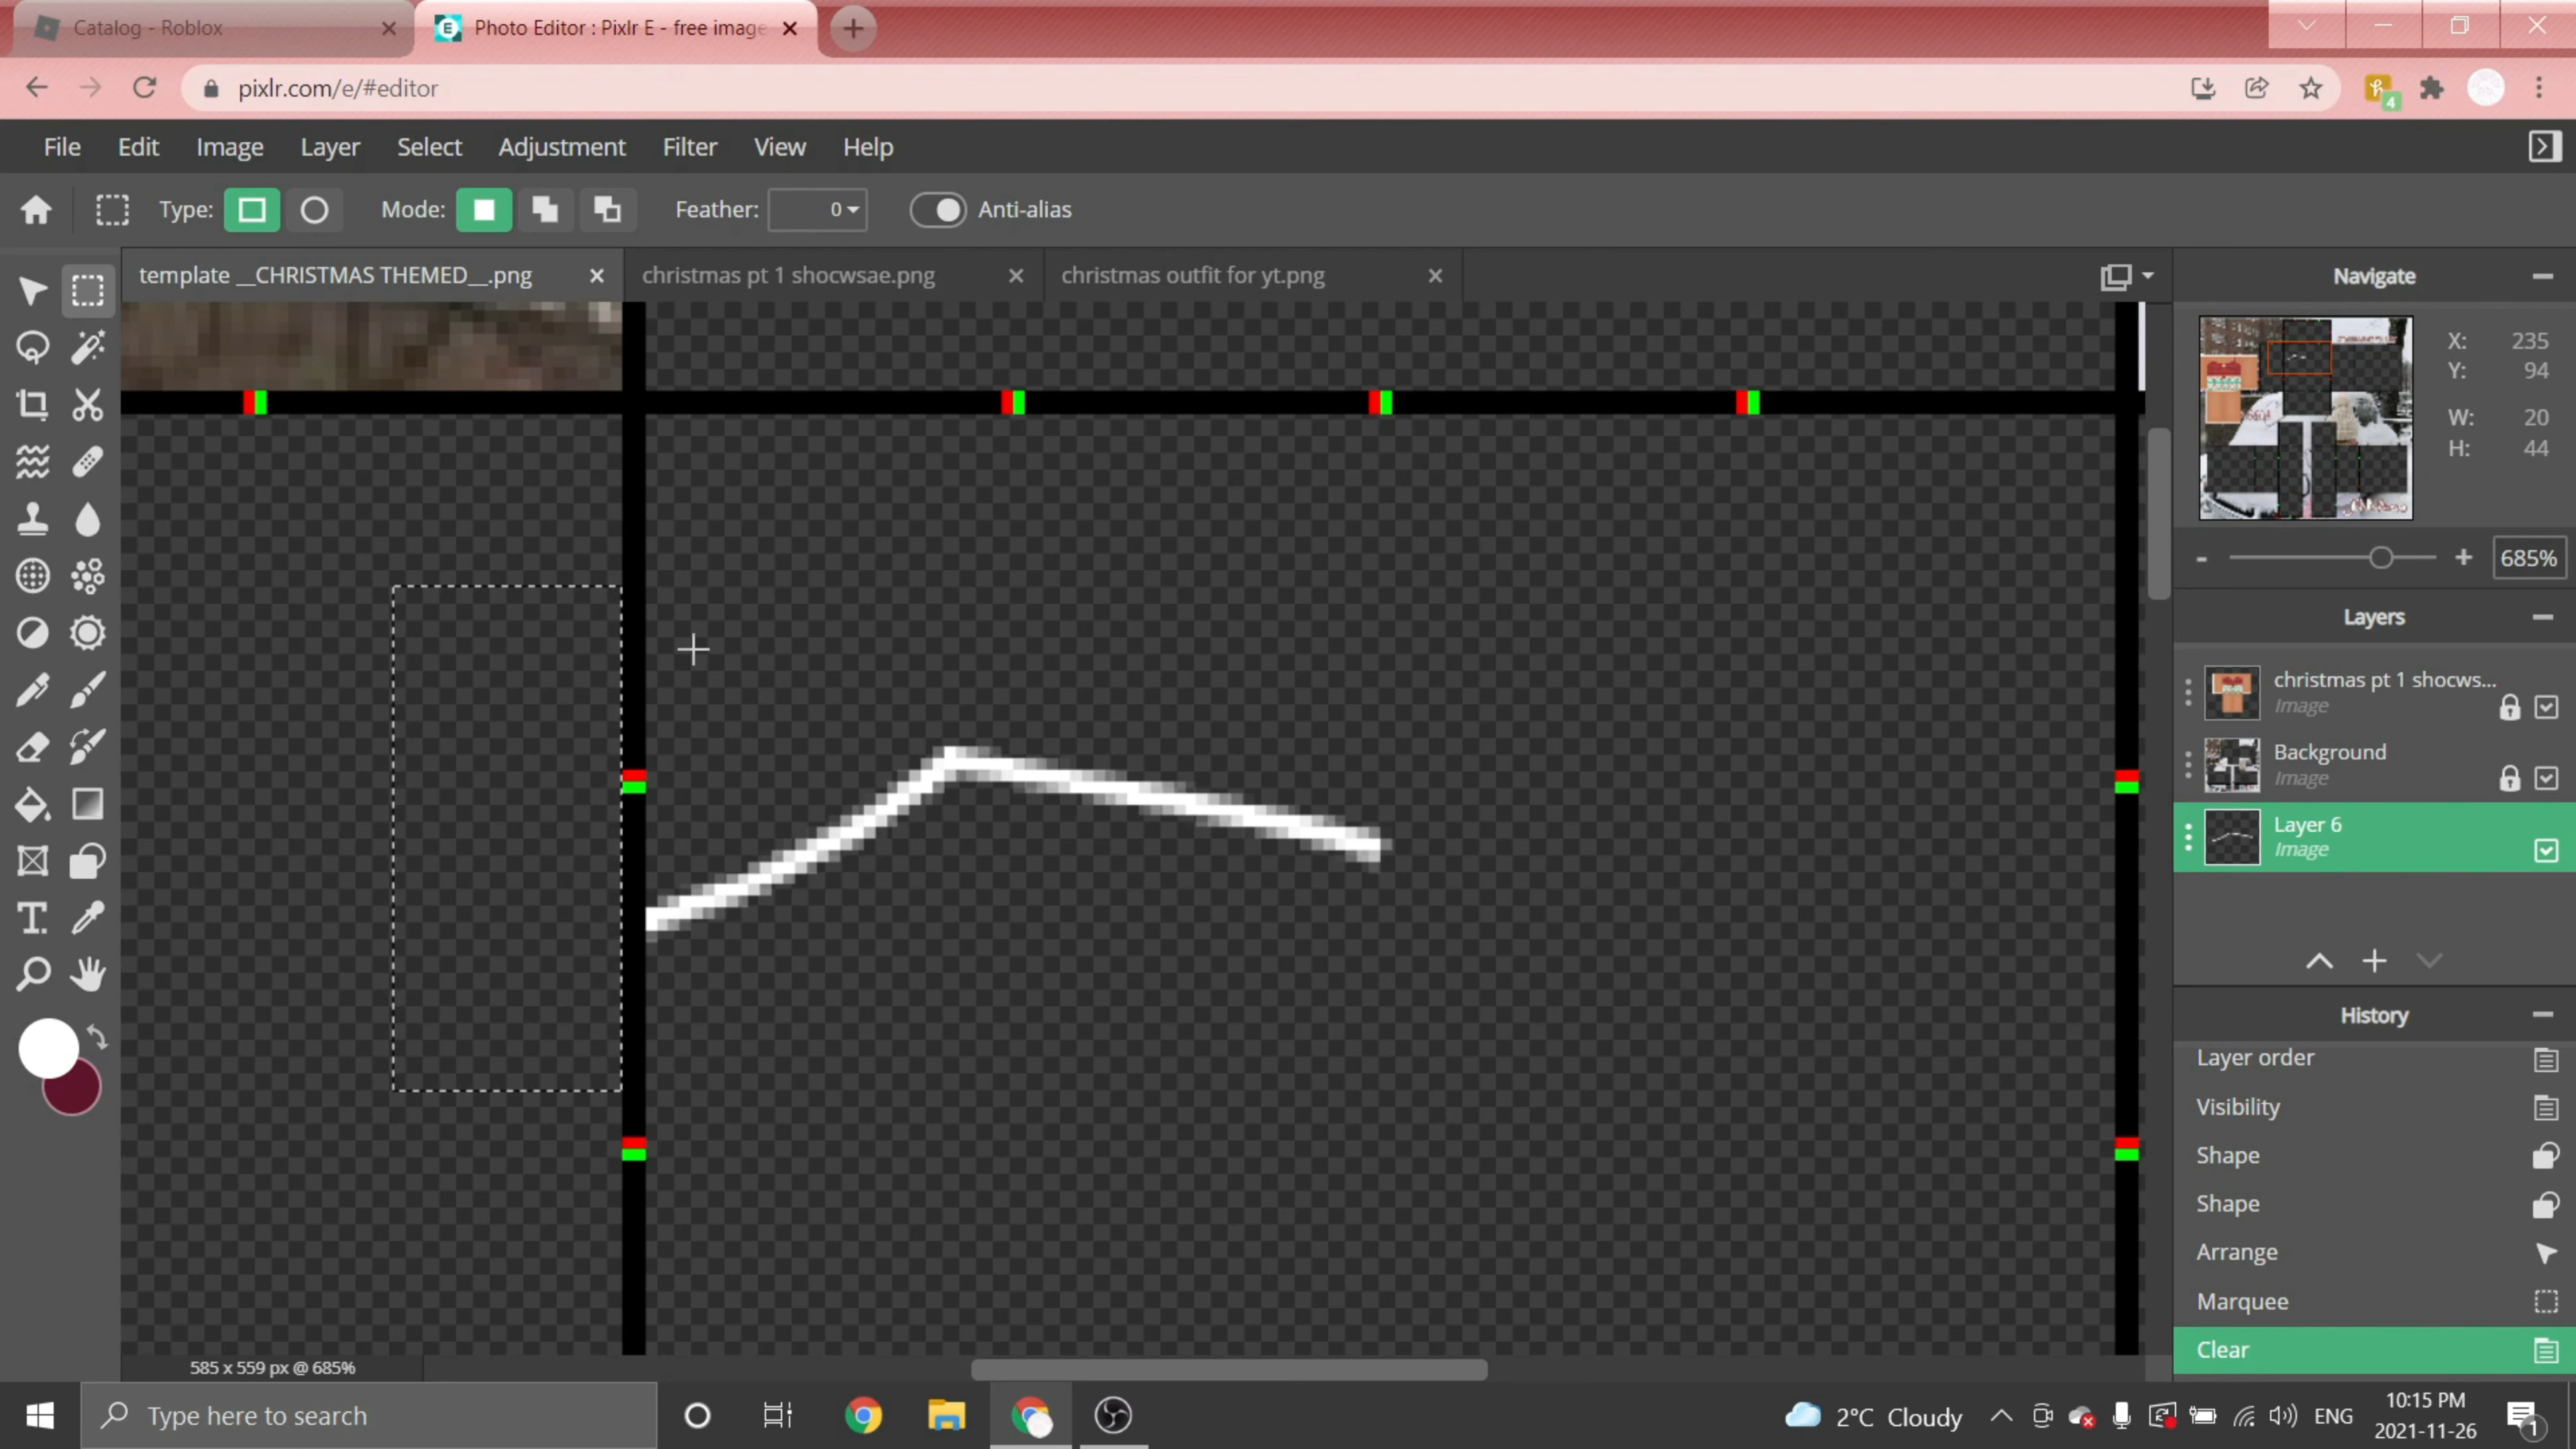 Catalog - Roblox
Photo Editor : Pixlr E - free image
pixlr.com/e/#editor
4
File Edit Image Layer Select Adjustment Filter View Help
Type: Mode: Feather: 0 Anti-alias
template __CHRISTMAS THEMED__.png
christmas pt 1 shocwsae.png
christmas outfit for yt.png
Navigate
X: 235
Y: 94
W: 20
H: 44
- + 685%
Layers
christmas pt 1 shocws...
Image
Background
Image
Layer 6
Image
History
Layer order
Visibility
Shape
Shape
Arrange
Marquee
Clear
585 x 559 px @ 685%
Type here to search
2°C Cloudy
ENG
10:15 PM
2021-11-26
1